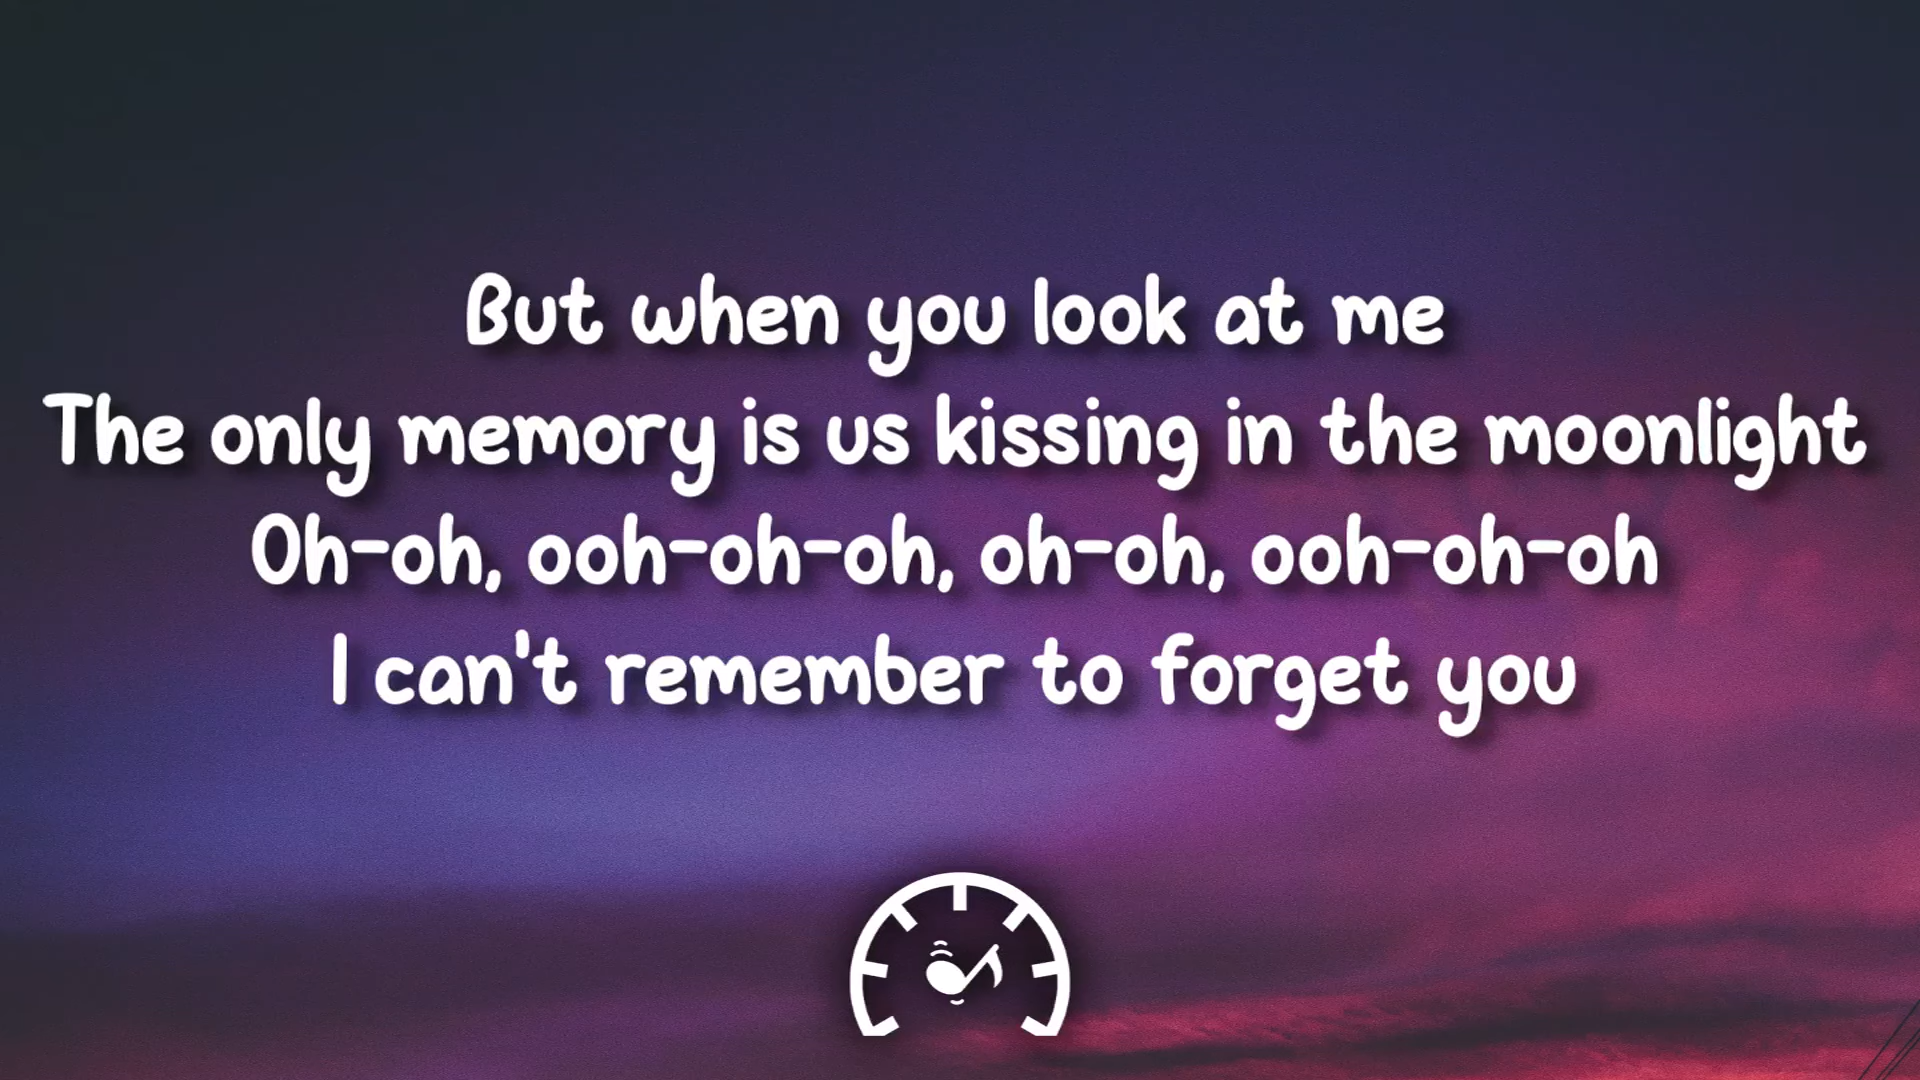 But when you look at me
The only memory is us kissing in the moonlight
Oh-oh, ooh-oh-oh, oh-oh, ooh-oh-oh
I can't remember to forget you